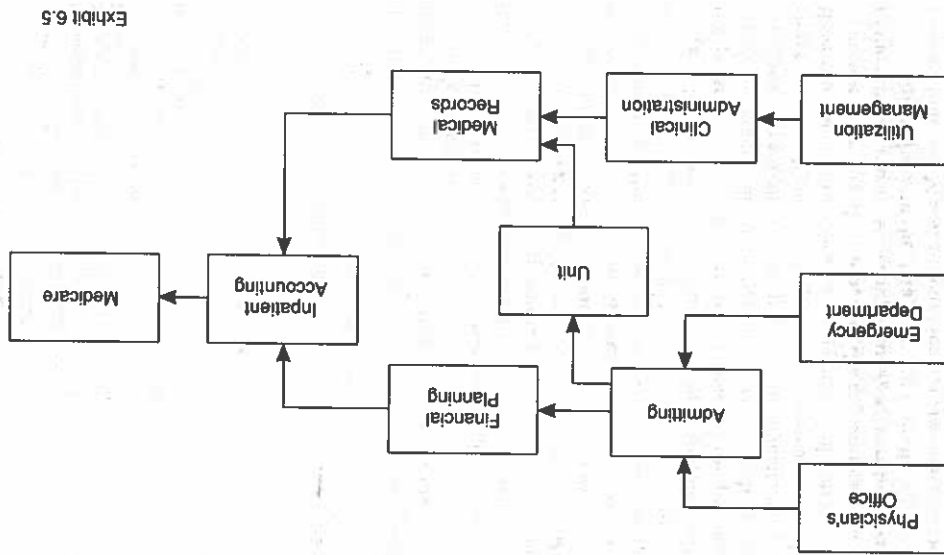 Physician's
Office
Admitting
Emergency
Department
Financial
Planning
Unit
Inpatient
Accounting
Medicare
Utilization
Management
Clinical
Administration
Medical
Records
Exhibit 6.5